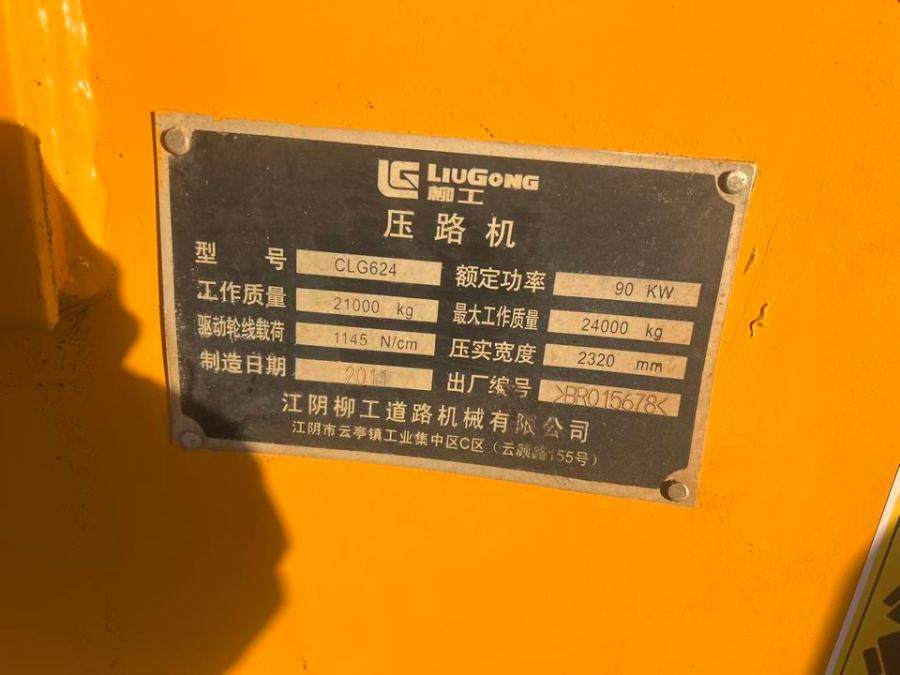 LG LIUGONG
柳工
压路机
型 号 CLG624 额定功率 90 KW
工作质量 21000 kg 最大工作质量 24000 kg
驱动轮线载荷 1145 N/cm 压实宽度 2320 mm
制造日期 2011 出厂编号 >BR015678<
江阴柳工道路机械有限公司
江阴市云亭镇工业集中区C区（云顾路155号）